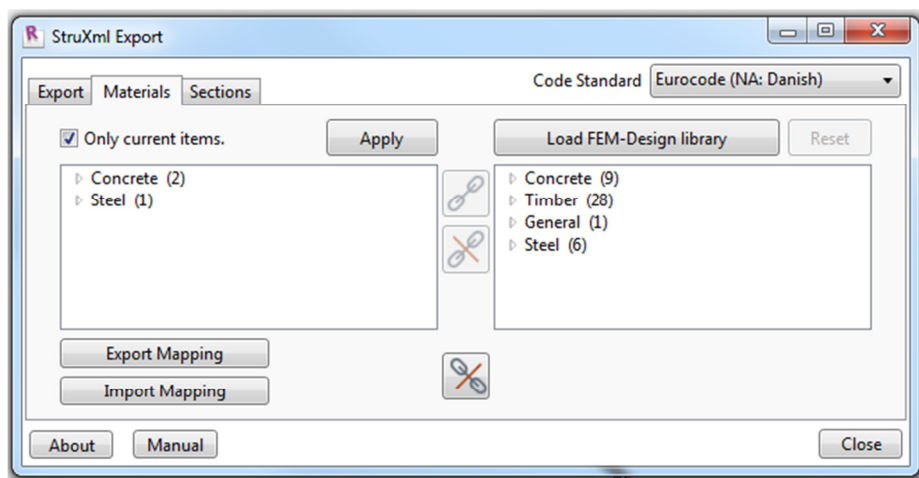 StruXml Export
Code Standard Eurocode (NA: Danish)
Export Materials Sections
Only current items. Apply Load FEM-Design library Reset
Concrete (2)
Steel (1)
Concrete (9)
Timber (28)
General (1)
Steel (6)
Export Mapping
Import Mapping
About Manual Close